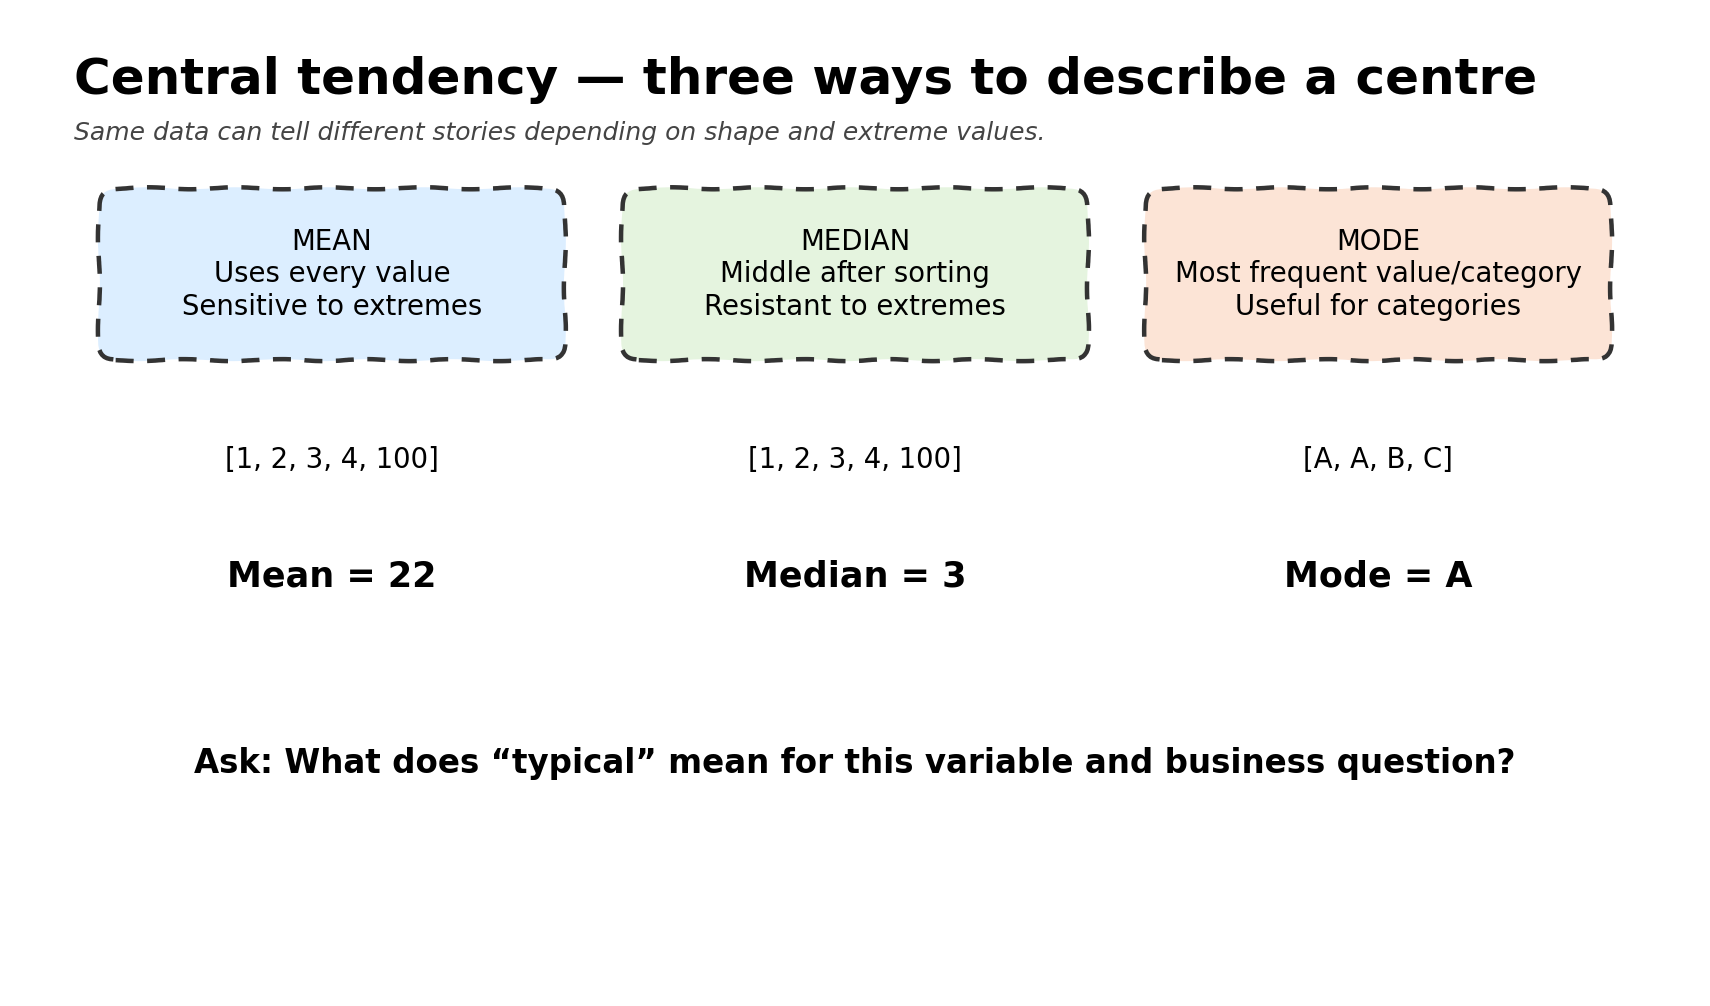 Central tendency — three ways to describe a centre
Same data can tell different stories depending on shape and extreme values.
MEAN
Uses every value
Sensitive to extremes
MEDIAN
Middle after sorting
Resistant to extremes
MODE
Most frequent value/category
Useful for categories
[1, 2, 3, 4, 100]
[1, 2, 3, 4, 100]
[A, A, B, C]
Mean = 22
Median = 3
Mode = A
Ask: What does “typical” mean for this variable and business question?